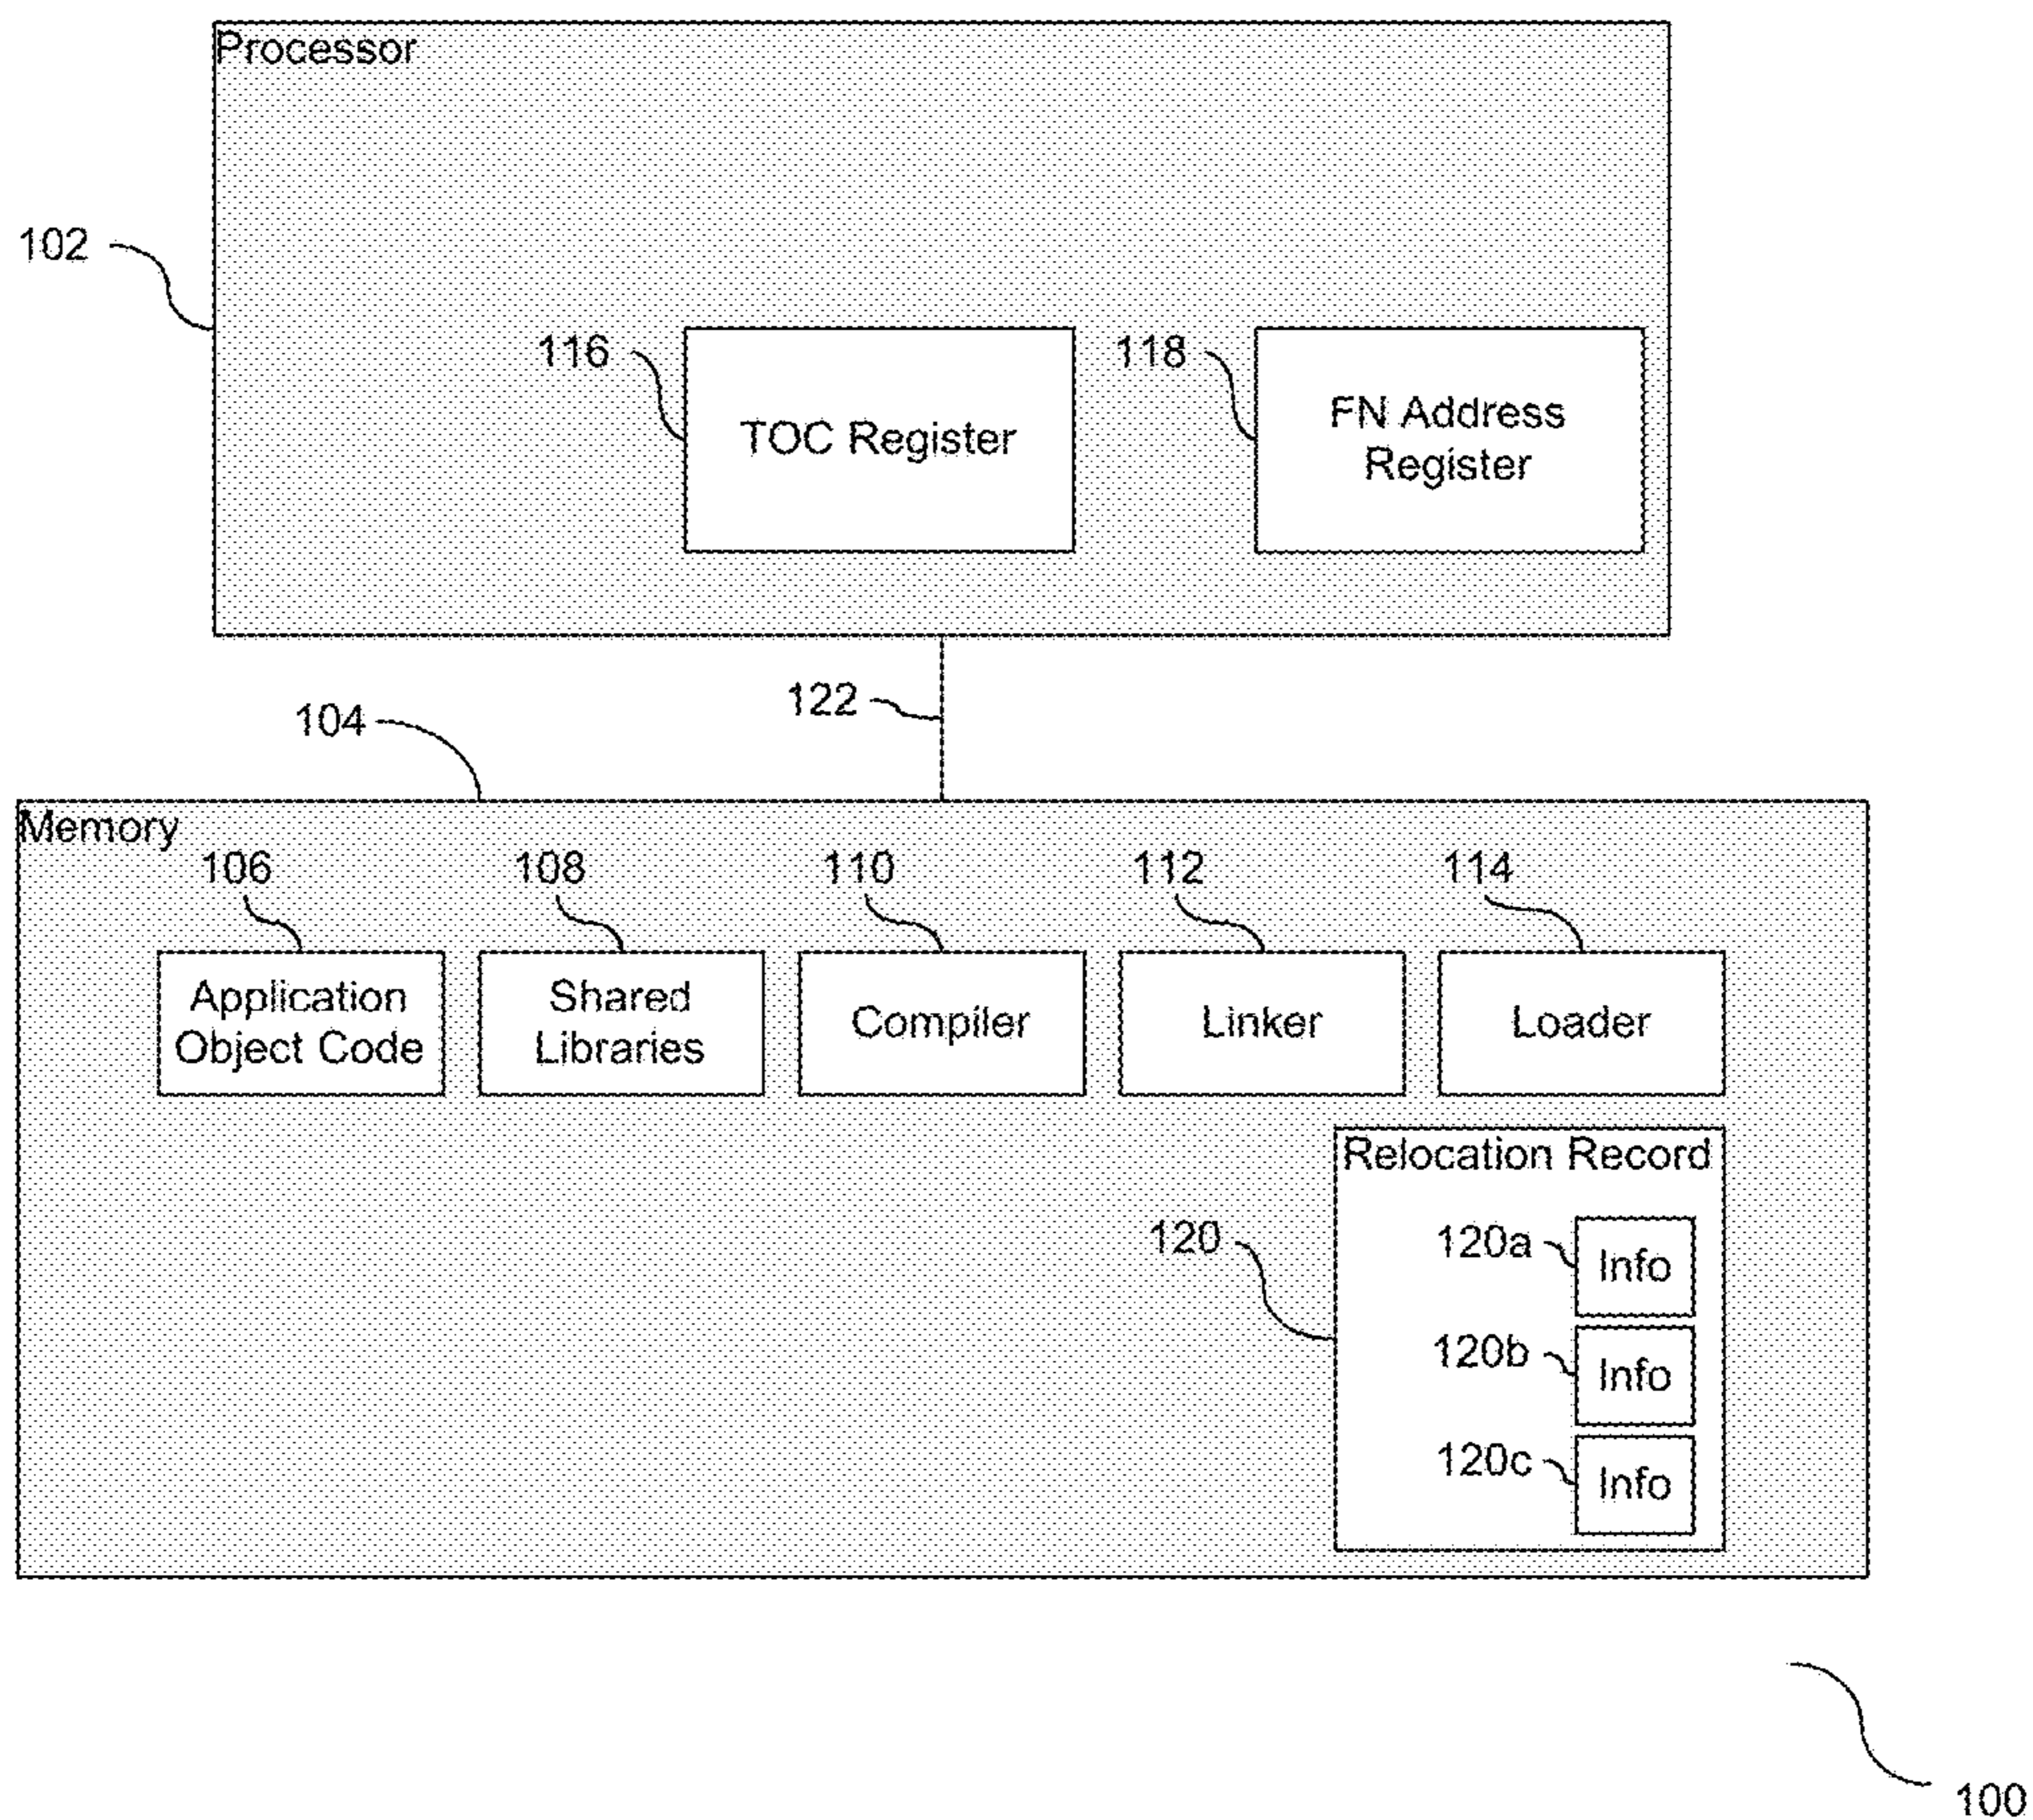 Processor
102
116
TOC Register
118
FN Address
Register
122
104
Memory
106
108
110
112
114
Application
Object Code
Shared
Libraries
Compiler
Linker
Loader
Relocation Record
120
120a
Info
120b
Info
120c
Info
100